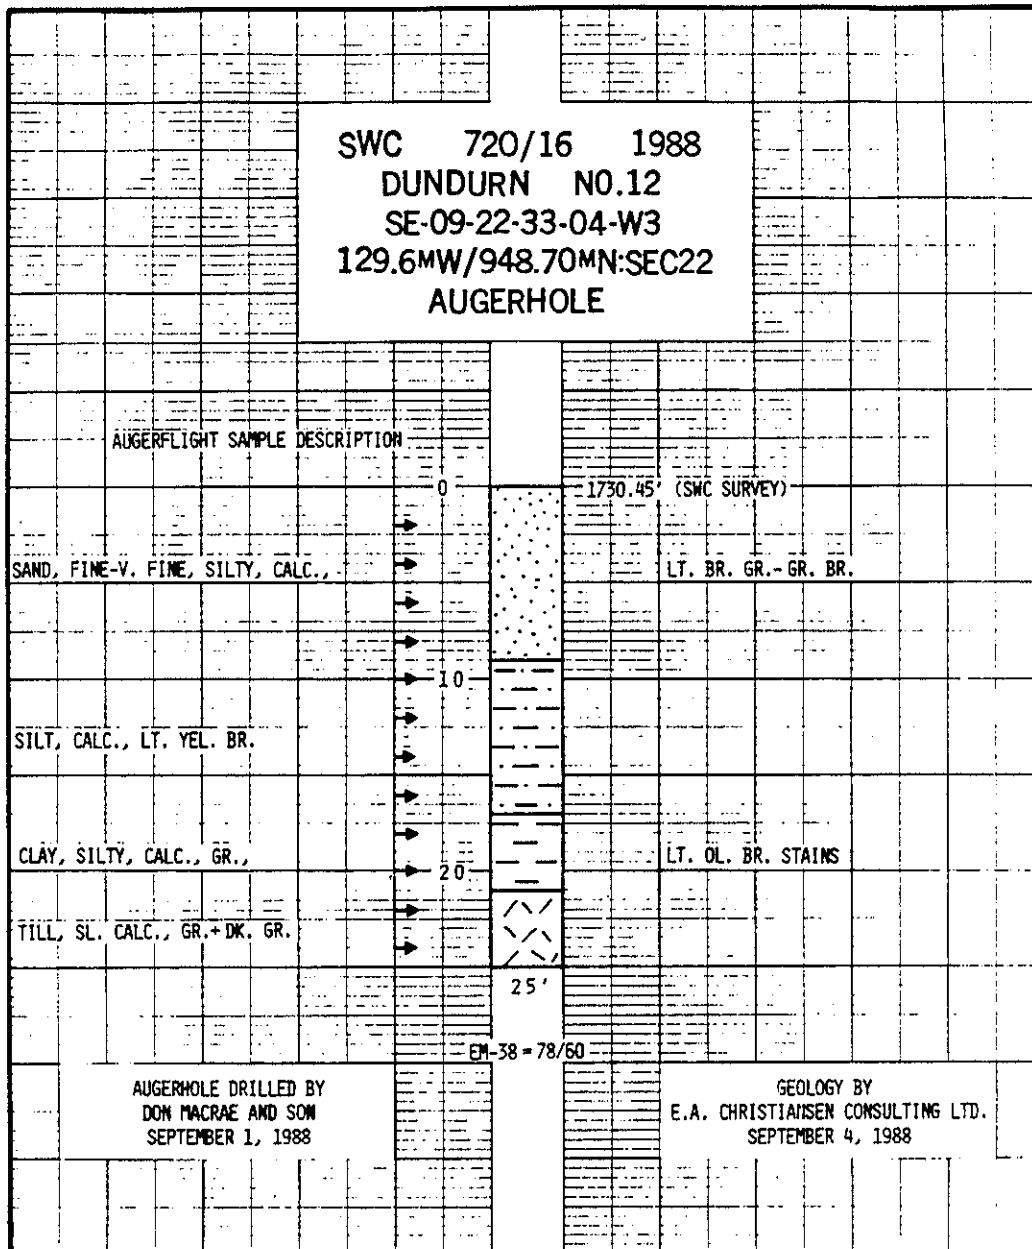 SWC 720/16 1988
DUNDURN NO.12
SE-09-22-33-04-W3
129.6MW/948.70MN:SEC22
AUGERHOLE
AUGERFLIGHT SAMPLE DESCRIPTION
0 1730.45' (SWC SURVEY)
SAND, FINE-V. FINE, SILTY, CALC., LT. BR. GR.-GR. BR.
10
SILT, CALC., LT. YEL. BR.
CLAY, SILTY, CALC., GR., LT. OL. BR. STAINS
20
TILL, SL. CALC., GR.+ DK. GR.
25'
EM-38 = 78/60
AUGERHOLE DRILLED BY
DON MACRAE AND SON
SEPTEMBER 1, 1988
GEOLOGY BY
E.A. CHRISTIANSEN CONSULTING LTD.
SEPTEMBER 4, 1988